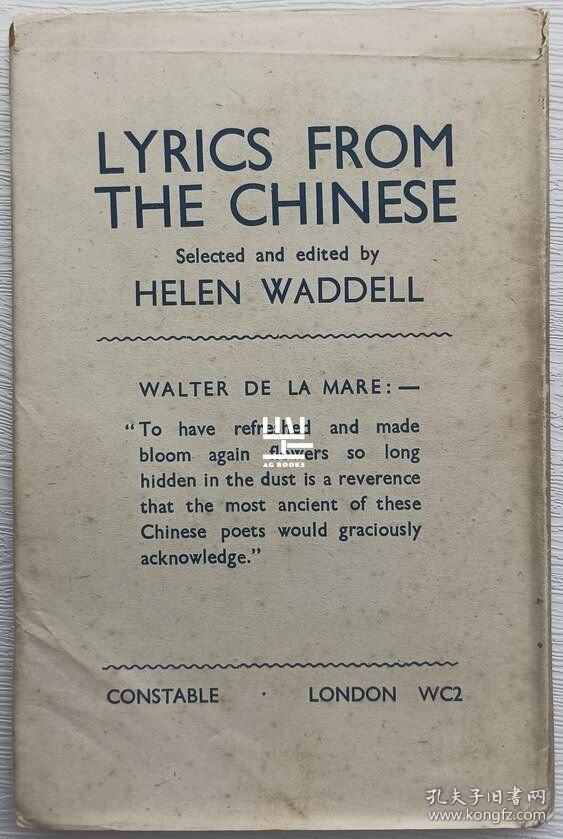 LYRICS FROM
THE CHINESE
Selected and edited by
HELEN WADDELL
WALTER DE LA MARE: —
“To have refreshed and made
bloom again flowers so long
hidden in the dust is a reverence
that the most ancient of these
Chinese poets would graciously
acknowledge.”
AG BOOKS
CONSTABLE · LONDON WC2
孔夫子旧书网
www.kongfz.com